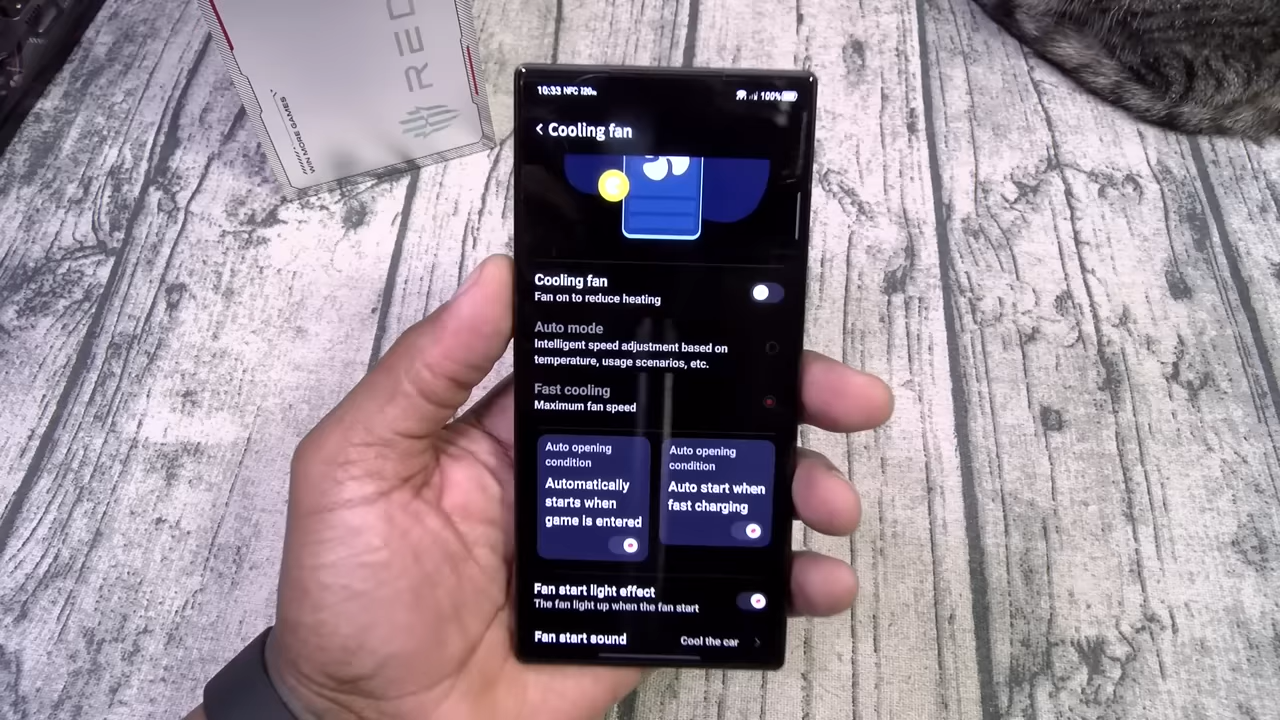 RED
WIN MORE GAMES
10:33 NFC 120
100%
Cooling fan
Cooling fan
Fan on to reduce heating
Auto mode
Intelligent speed adjustment based on
temperature, usage scenarios, etc.
Fast cooling
Maximum fan speed
Auto opening
condition
Automatically
starts when
game is entered
Auto opening
condition
Auto start when
fast charging
Fan start light effect
The fan light up when the fan start
Fan start sound
Cool the car